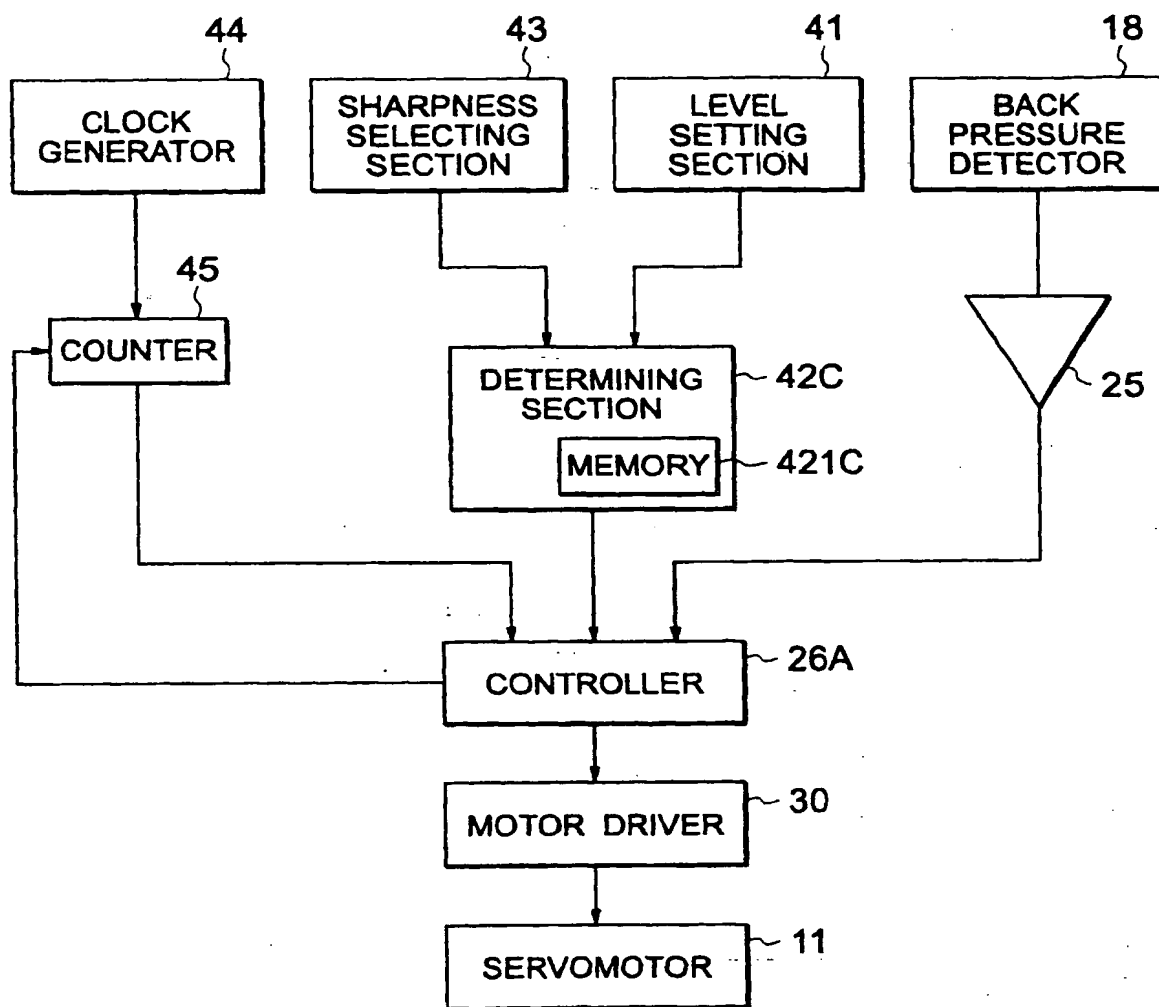 44
43
41
18
CLOCK
GENERATOR
SHARPNESS
SELECTING
SECTION
LEVEL
SETTING
SECTION
BACK
PRESSURE
DETECTOR
45
COUNTER
DETERMINING
SECTION
42C
MEMORY
421C
25
CONTROLLER
26A
MOTOR DRIVER
30
SERVOMOTOR
11